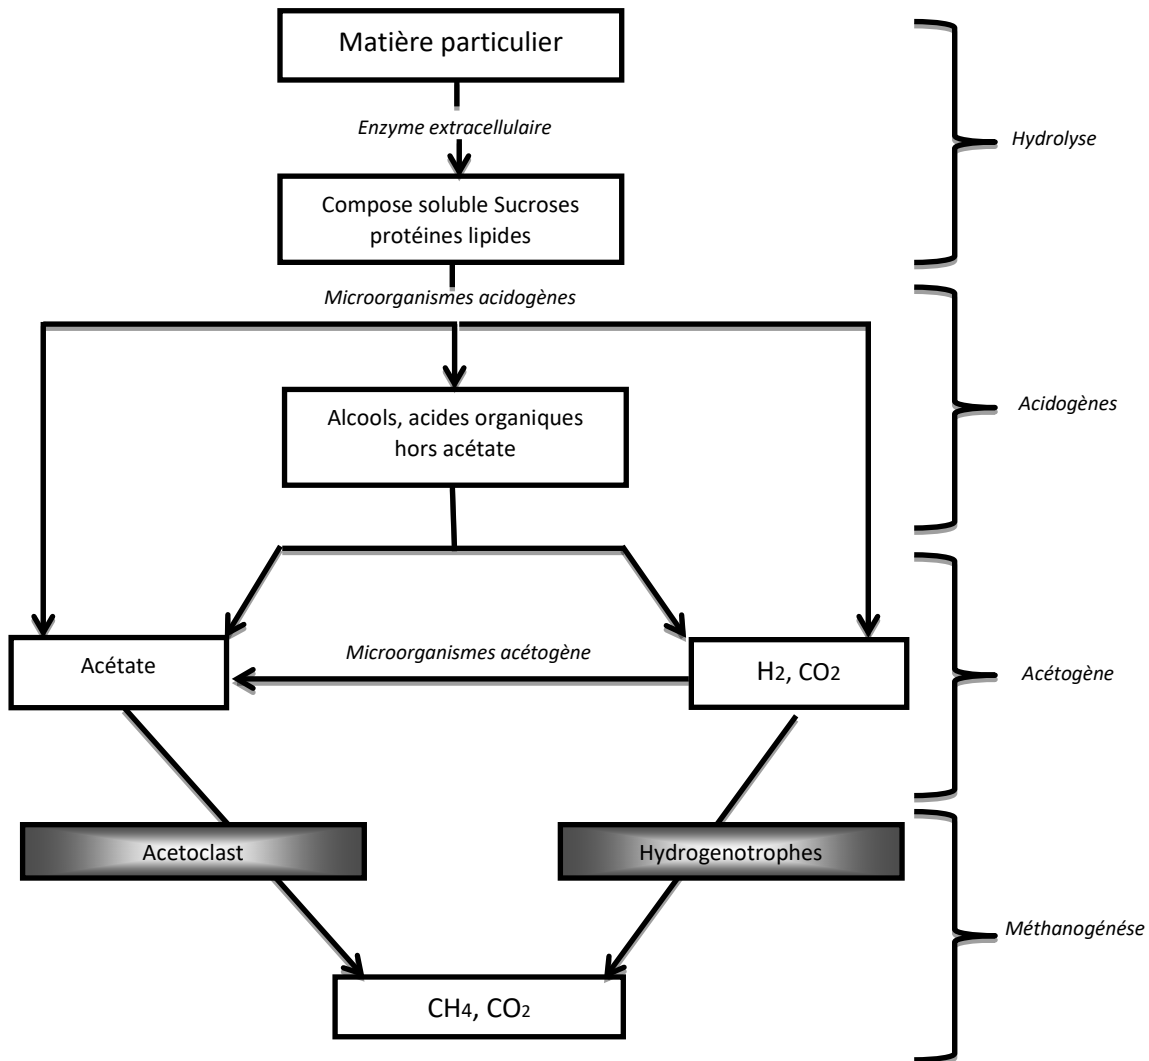 Matière particulier
Enzyme extracellulaire
Hydrolyse
Compose soluble Sucroses
protéines lipides
Microorganismes acidogènes
Alcools, acides organiques
hors acétate
Acidogènes
Acétate
Microorganismes acétogène
H2, CO2
Acétogène
Acetoclast
Hydrogenotrophes
Méthanogénése
CH4, CO2